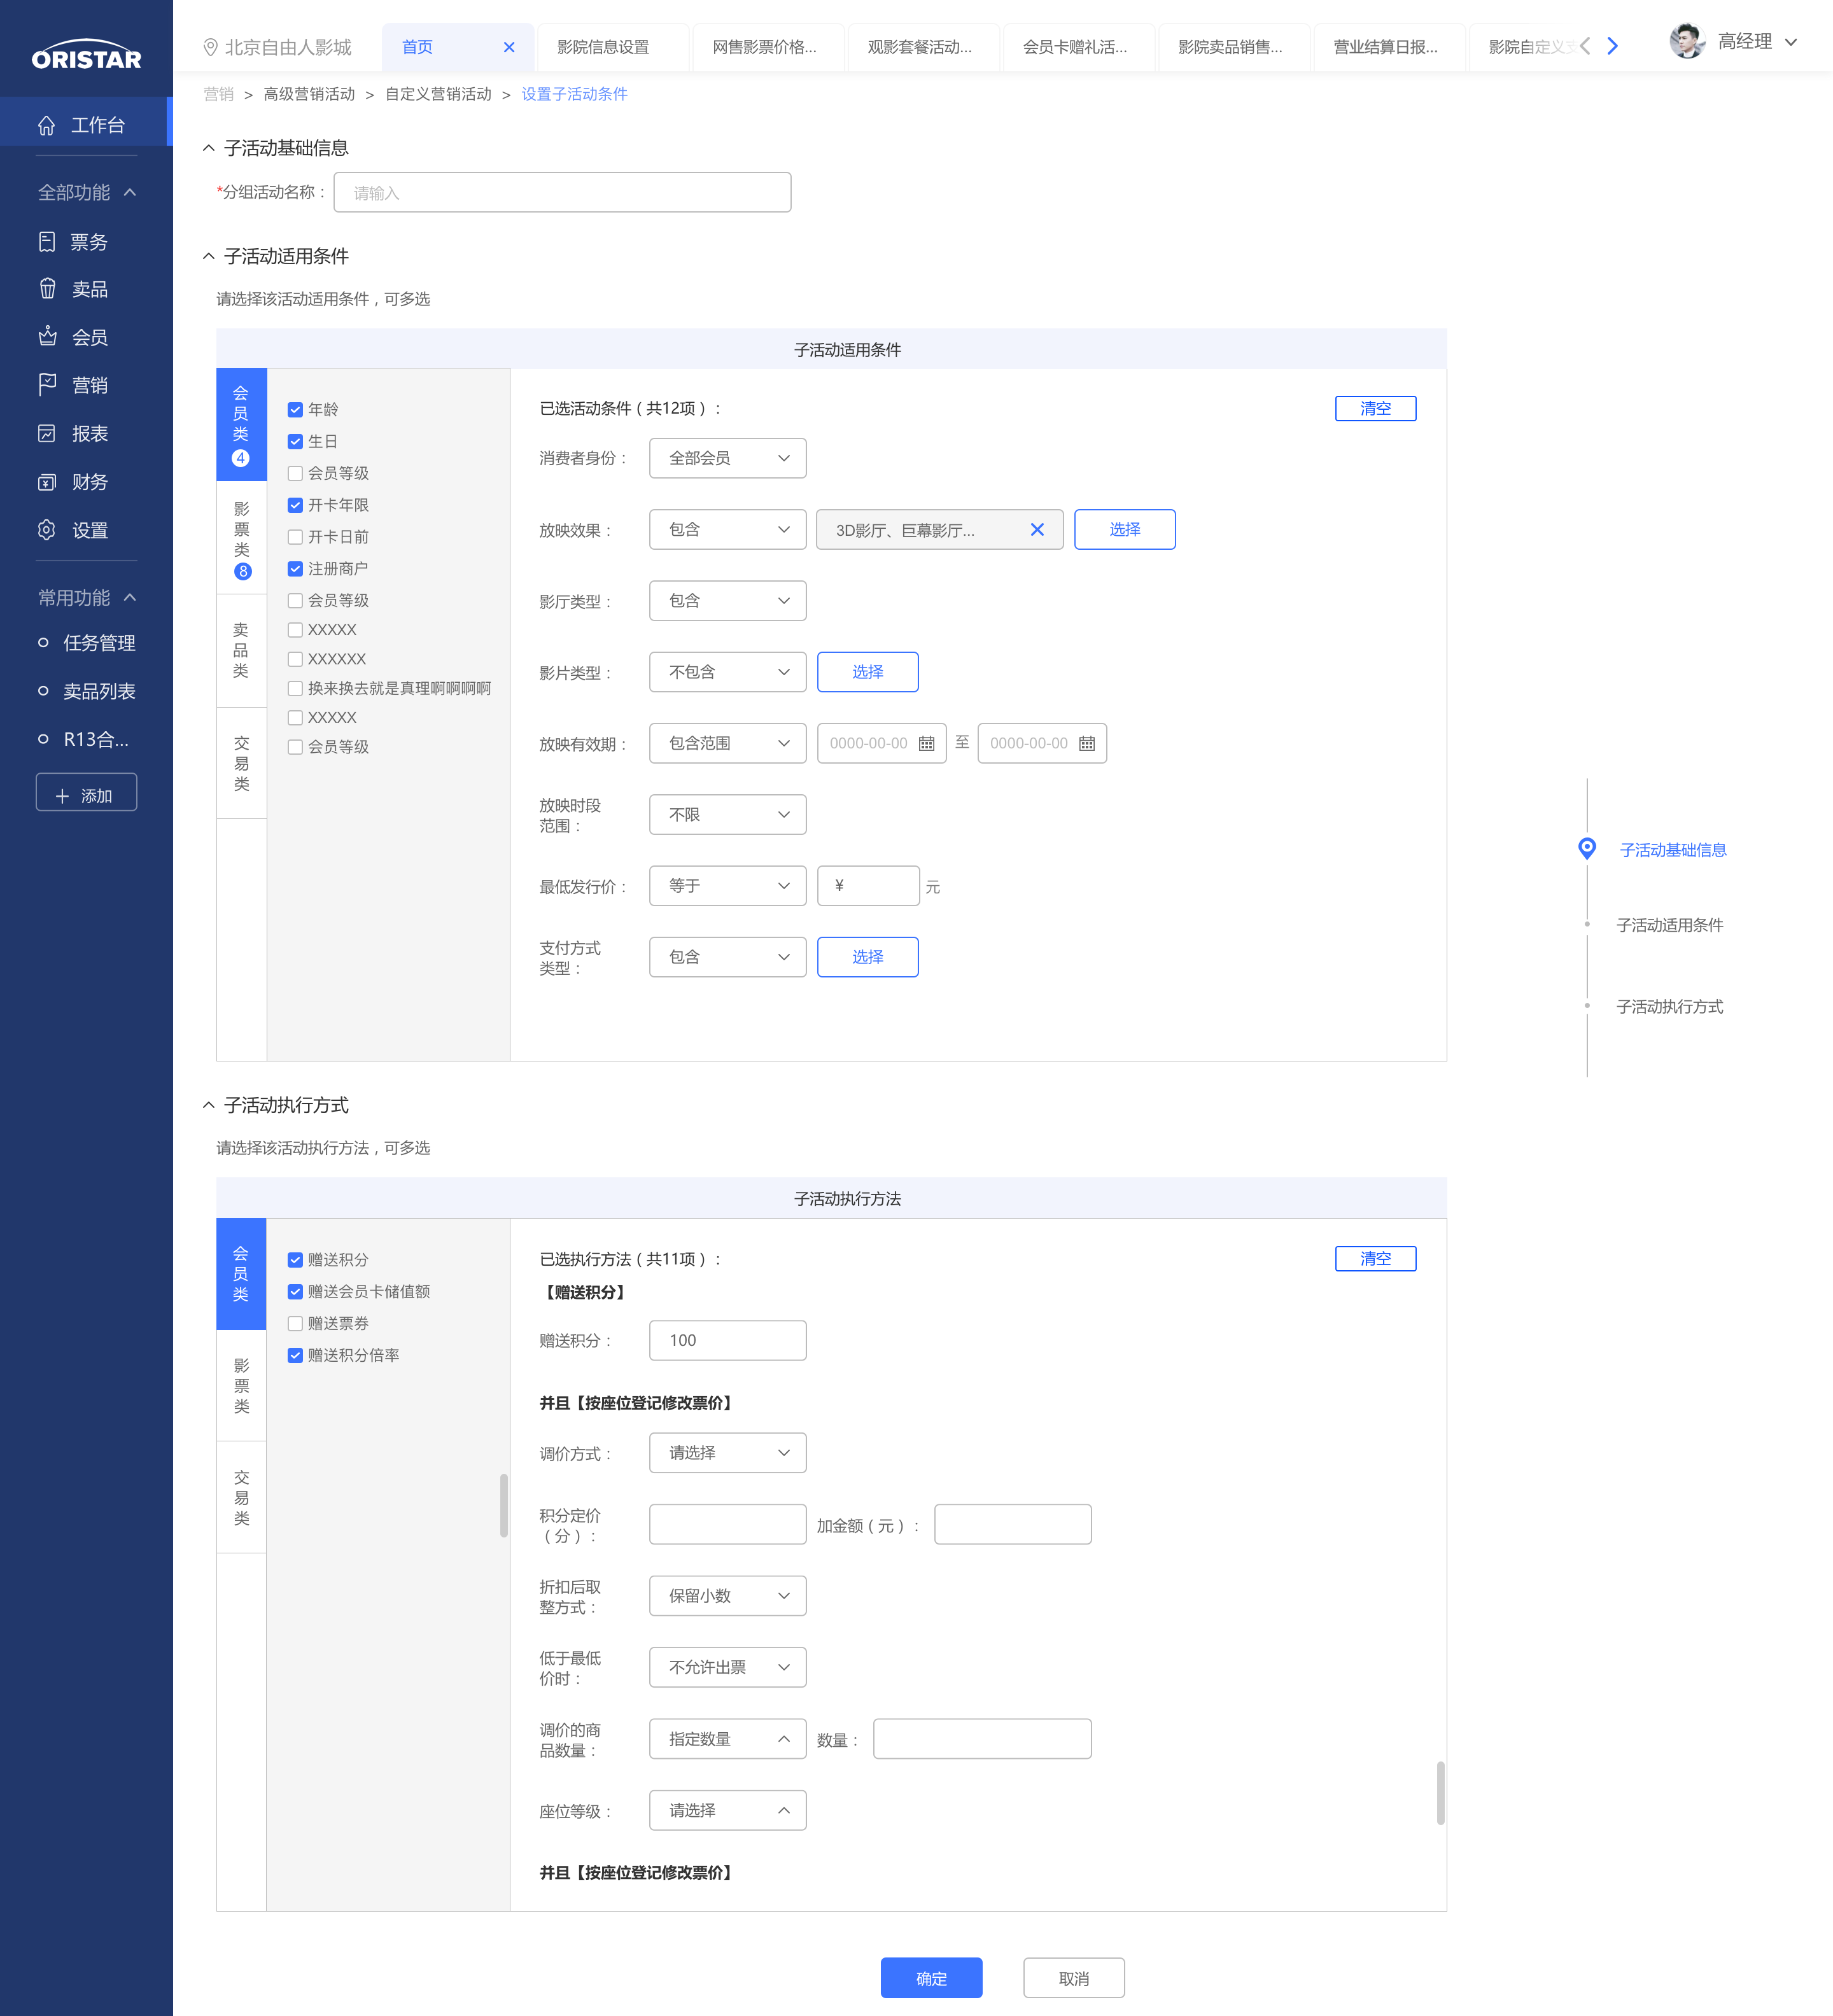 ORISTAR
工作台
全部功能
票务
卖品
会员
营销
报表
财务
设置
常用功能
任务管理
卖品列表
R13合...
添加
北京自由人影城
首页
影院信息设置
网售影票价格...
观影套餐活动...
会员卡赠礼活...
影院卖品销售...
营业结算日报...
影院自定义支
高经理
营销 > 高级营销活动 > 自定义营销活动 > 设置子活动条件
子活动基础信息
*分组活动名称： 请输入
子活动适用条件
请选择该活动适用条件，可多选
子活动适用条件
会员类
4
影票类
8
卖品类
交易类
年龄
生日
会员等级
开卡年限
开卡日前
注册商户
会员等级
XXXXX
XXXXXX
换来换去就是真理啊啊啊啊
XXXXX
会员等级
已选活动条件（共12项）：
清空
消费者身份： 全部会员
放映效果： 包含 3D影厅、巨幕影厅... 选择
影厅类型： 包含
影片类型： 不包含 选择
放映有效期： 包含范围 0000-00-00 至 0000-00-00
放映时段
范围： 不限
最低发行价： 等于 ¥ 元
支付方式
类型： 包含 选择
子活动基础信息
子活动适用条件
子活动执行方式
子活动执行方式
请选择该活动执行方法，可多选
子活动执行方法
会员类
影票类
交易类
赠送积分
赠送会员卡储值额
赠送票券
赠送积分倍率
已选执行方法（共11项）：
清空
【赠送积分】
赠送积分： 100
并且【按座位登记修改票价】
调价方式： 请选择
积分定价
（分）： 加金额（元）：
折扣后取
整方式： 保留小数
低于最低
价时： 不允许出票
调价的商
品数量： 指定数量 数量：
座位等级： 请选择
并且【按座位登记修改票价】
确定
取消